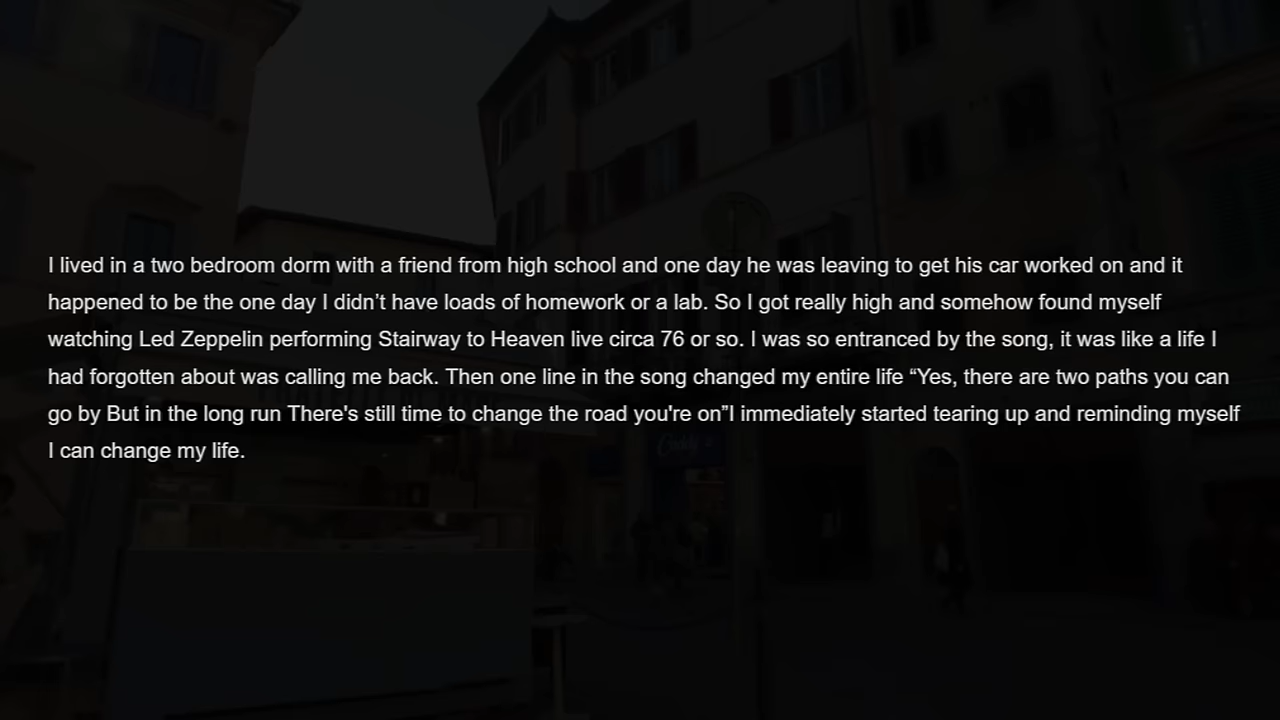 I lived in a two bedroom dorm with a friend from high school and one day he was leaving to get his car worked on and it
happened to be the one day I didn’t have loads of homework or a lab. So I got really high and somehow found myself
watching Led Zeppelin performing Stairway to Heaven live circa 76 or so. I was so entranced by the song, it was like a life I
had forgotten about was calling me back. Then one line in the song changed my entire life “Yes, there are two paths you can
go by But in the long run There's still time to change the road you're on”I immediately started tearing up and reminding myself
I can change my life.